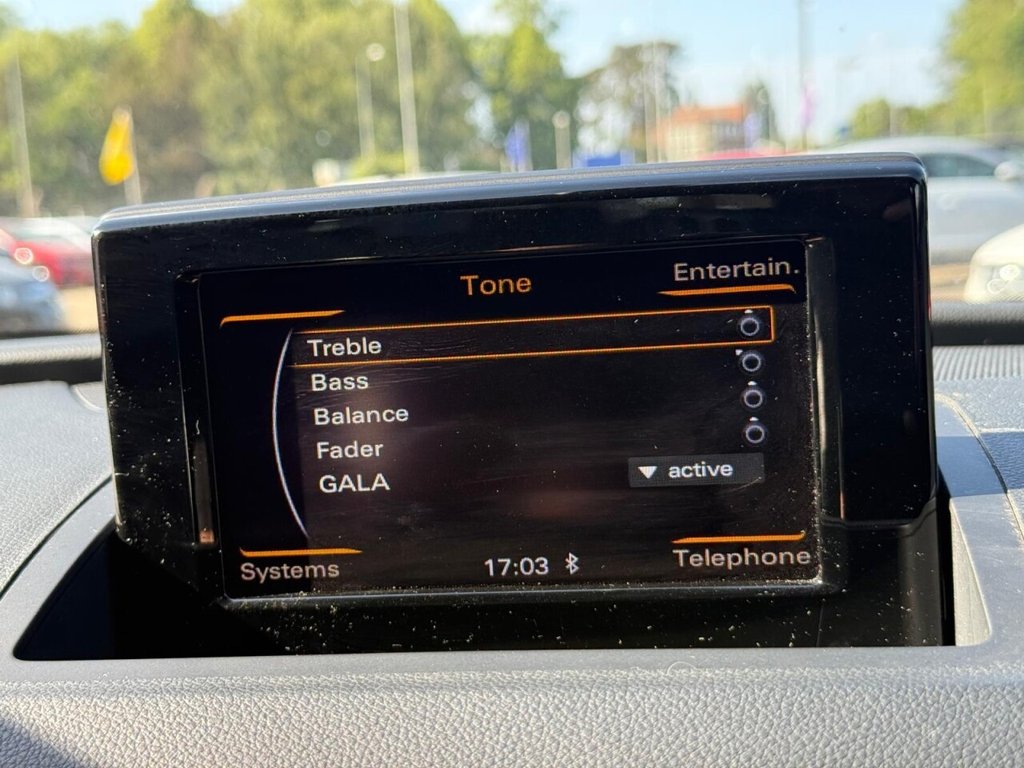 Tone
Entertain.
Treble
Bass
Balance
Fader
GALA
active
Systems
17:03
Telephone